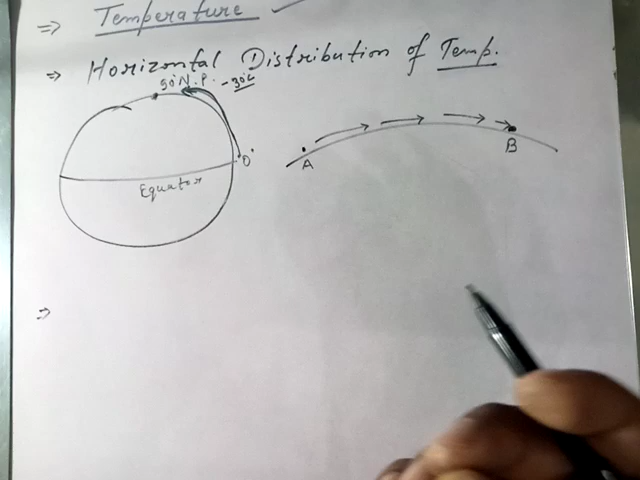 ⇒ Temperature
⇒ Horizontal Distribution of Temp.
90°N.P. -30°C
Equator
0°
A
B
⇒